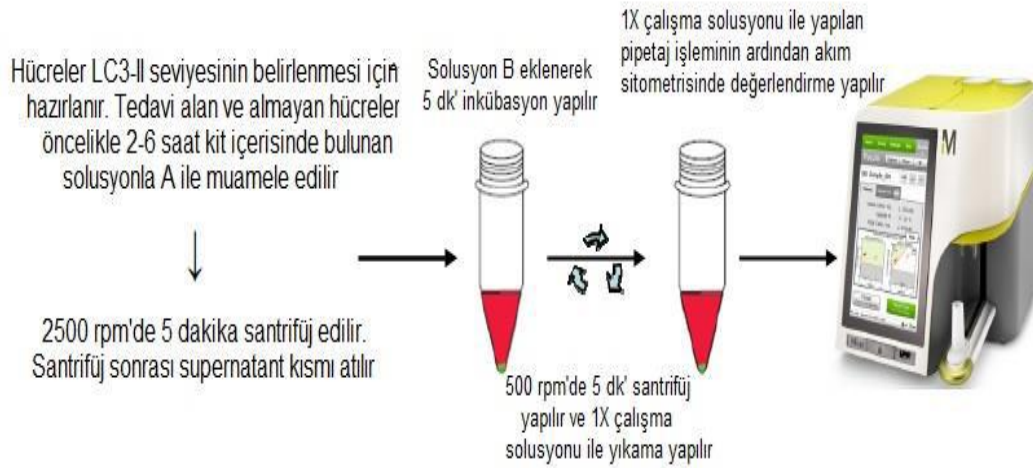 Hücreler LC3-II seviyesinin belirlenmesi için
hazırlanır. Tedavi alan ve almayan hücreler
öncelikle 2-6 saat kit içerisinde bulunan
solusyonla A ile muamele edilir
2500 rpm'de 5 dakika santrifüj edilir.
Santrifüj sonrası supernatant kısmı atılır
Solusyon B eklenerek
5 dk' inkübasyon yapılır
500 rpm'de 5 dk' santrifüj
yapılır ve 1X çalışma
solusyonu ile yıkama yapılır
1X çalışma solusyonu ile yapılan
pipetaj işleminin ardından akım
sitometrisinde değerlendirme yapılır
M